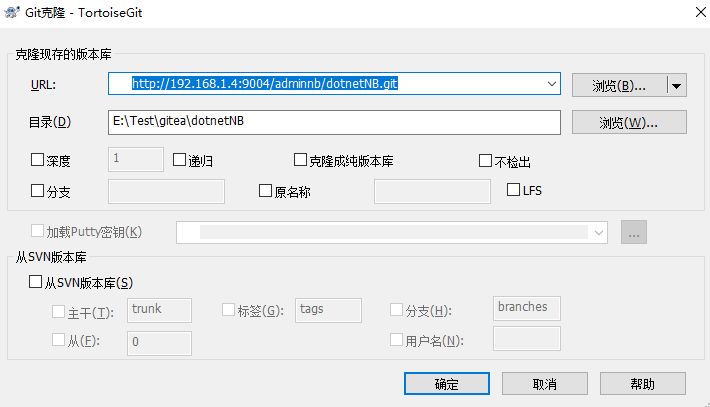 Git克隆 - TortoiseGit
克隆现存的版本库
URL: http://192.168.1.4:9004/adminnb/dotnetNB.git 浏览(B)...
目录(D) E:\Test\gitea\dotnetNB 浏览(W)...
深度 1 递归 克隆成纯版本库 不检出
分支 原名称 LFS
加载Putty密钥(K) ...
从SVN版本库
从SVN版本库(S)
主干(T): trunk 标签(G): tags 分支(H): branches
从(F): 0 用户名(N):
确定 取消 帮助